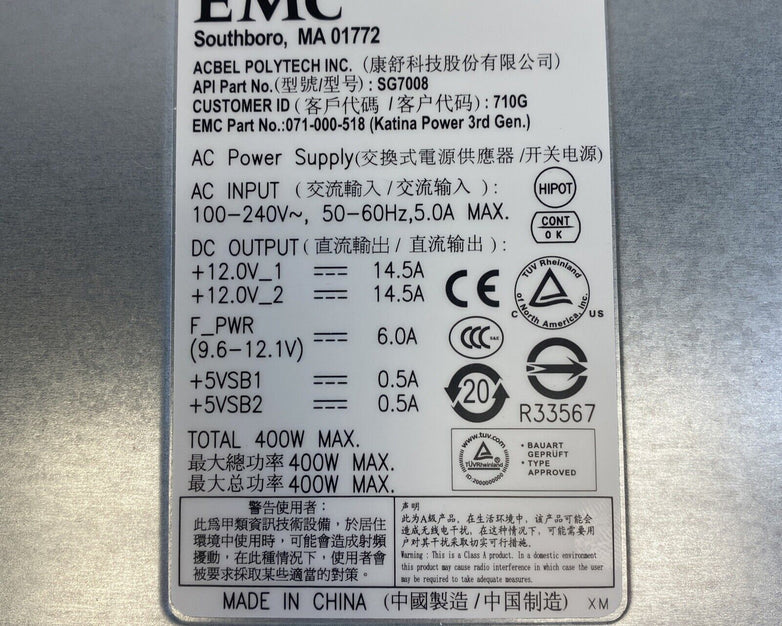 EMC
Southboro, MA 01772
ACBEL POLYTECH INC. (康舒科技股份有限公司)
API Part No.(型號/型号) : SG7008
CUSTOMER ID (客戶代碼 / 客户代码) : 710G
EMC Part No.:071-000-518 (Katina Power 3rd Gen.)
AC Power Supply(交換式電源供應器 /开关电源)
AC INPUT (交流輸入 /交流输入) :
100-240V~, 50-60Hz,5.0A MAX.
HIPOT
CONT
OK
DC OUTPUT (直流輸出 / 直流输出) :
+12.0V_1 14.5A
+12.0V_2 14.5A
CE
TUV Rheinland
of North America, Inc.
C US
F_PWR
(9.6-12.1V) 6.0A
CCC S&E
+5VSB1 0.5A
+5VSB2 0.5A
20
R33567
TOTAL 400W MAX.
最大總功率 400W MAX.
最大总功率 400W MAX.
www.tuv.com
TÜVRheinland
ID:2000000000
• BAUART
GEPRÜFT
• TYPE
APPROVED
警告使用者:
此爲甲類資訊技術設備，於居住
環境中使用時，可能會造成射頻
擾動，在此種情況下，使用者會
被要求採取某些適當的對策。
声明
此为A级产品，在生活环境中，该产品可能会
造成无线电干扰，在这种情况下，可能需要用
户对其干扰采取切实可行措施。
Warning : This is a Class A product. In a domestic environment
this product may cause radio interference in which case the user
may be required to take adequate measures.
MADE IN CHINA (中國製造 /中国制造) XM